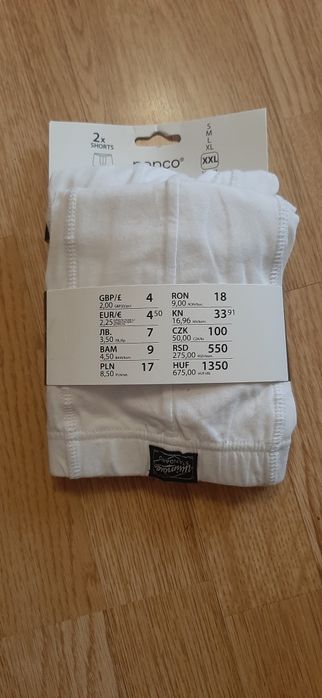 2x
SHORTS
pepco®
S
M
L
XL
XXL
GBP/£ 4
2,00
EUR/€ 4 50
2,25
ЛВ. 7
3,50
BAM 9
4,50
PLN 17
8,50
RON 18
9,00
KN 33 91
16,96
CZK 100
50,00
RSD 550
275,00
HUF 1350
675,00